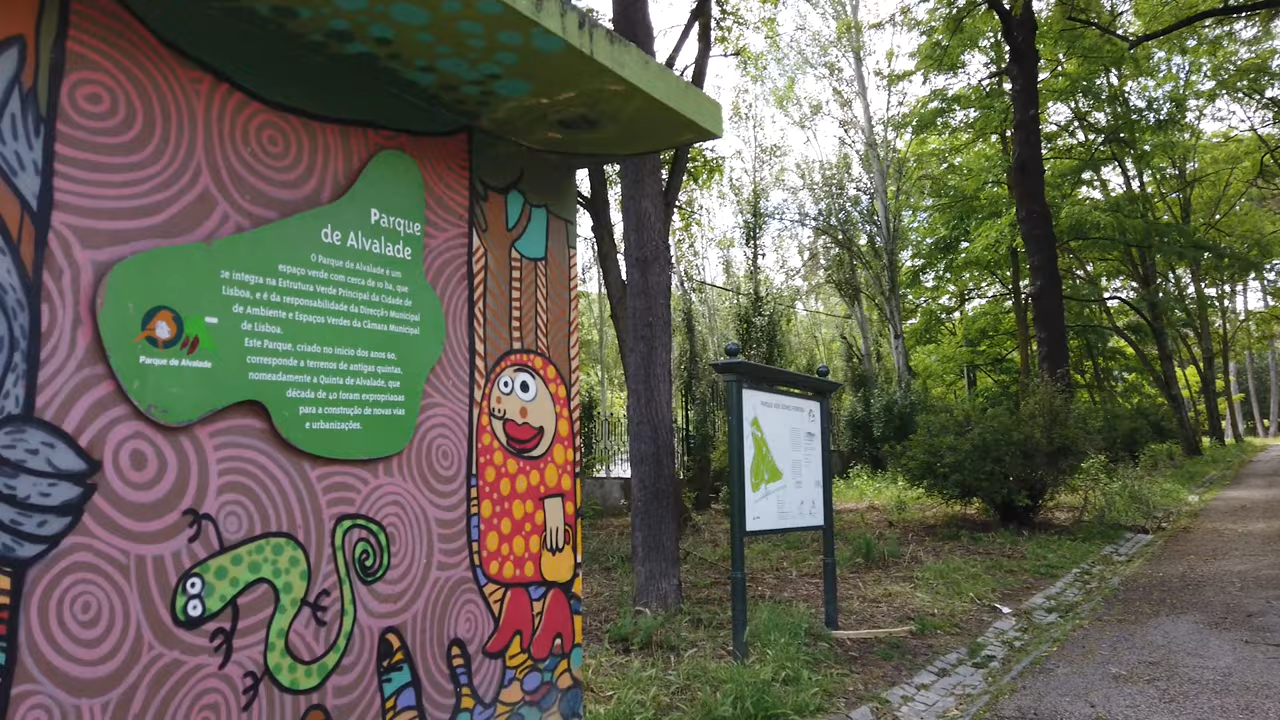 Parque
de Alvalade
O Parque de Alvalade é um
espaço verde com cerca de 10 ha, que
se integra na Estrutura Verde Principal da Cidade de
Lisboa, e é da responsabilidade da Direcção Municipal
de Ambiente e Espaços Verdes da Câmara Municipal
de Lisboa.
Este Parque, criado no início dos anos 60,
corresponde a terrenos de antigas quintas,
nomeadamente a Quinta de Alvalade, que
década de 40 foram expropriadas
para a construção de novas vias
e urbanizações.
Parque de Alvalade